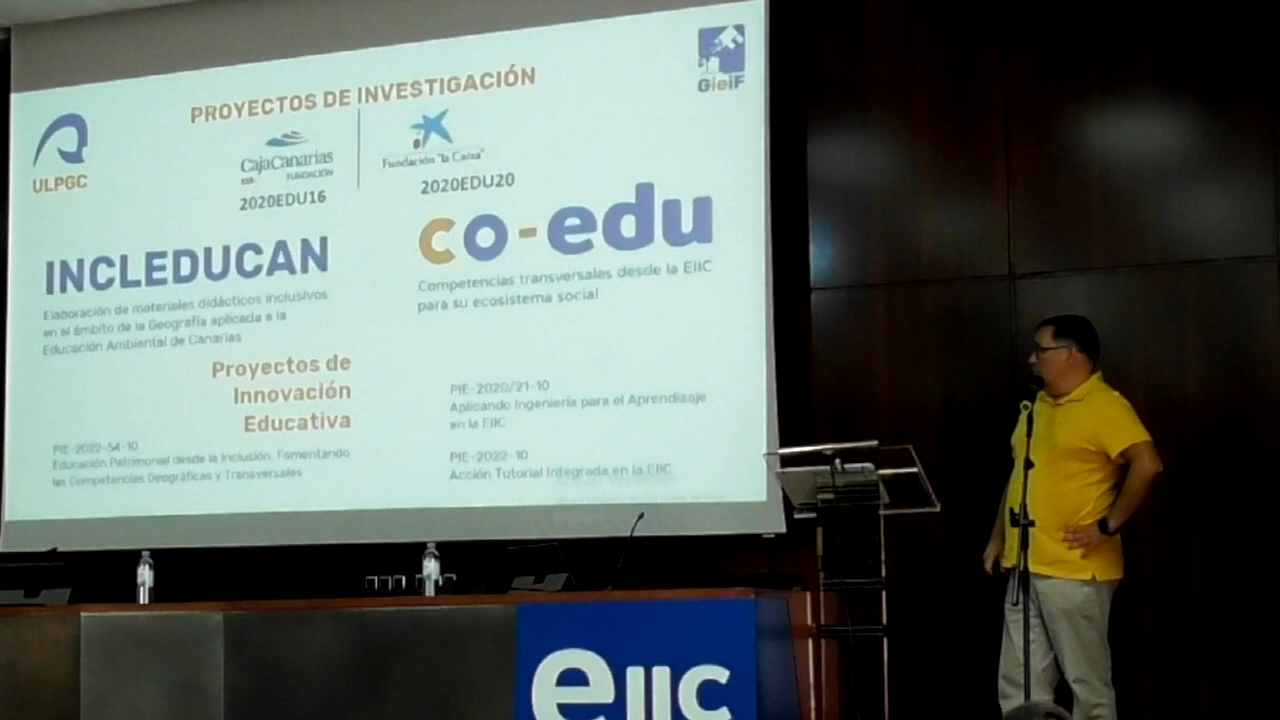 PROYECTOS DE INVESTIGACIÓN
GieiF
ULPGC
CajaCanarias
FUNDACIÓN
2020EDU16
Fundación "la Caixa"
2020EDU20
INCLEDUCAN
Elaboración de materiales didácticos inclusivos
en el ámbito de la Geografía aplicada a la
Educación Ambiental de Canarias
co-edu
Competencias transversales desde la EIIC
para su ecosistema social
Proyectos de
Innovación
Educativa
PIE-2022-54-10
Educación Patrimonial desde la Inclusión. Fomentando
las Competencias Geográficas y Transversales
PIE-2020/21-10
Aplicando Ingeniería para el Aprendizaje
en la EIIC
PIE-2022-10
Acción Tutorial Integrada en la EIIC
eiic